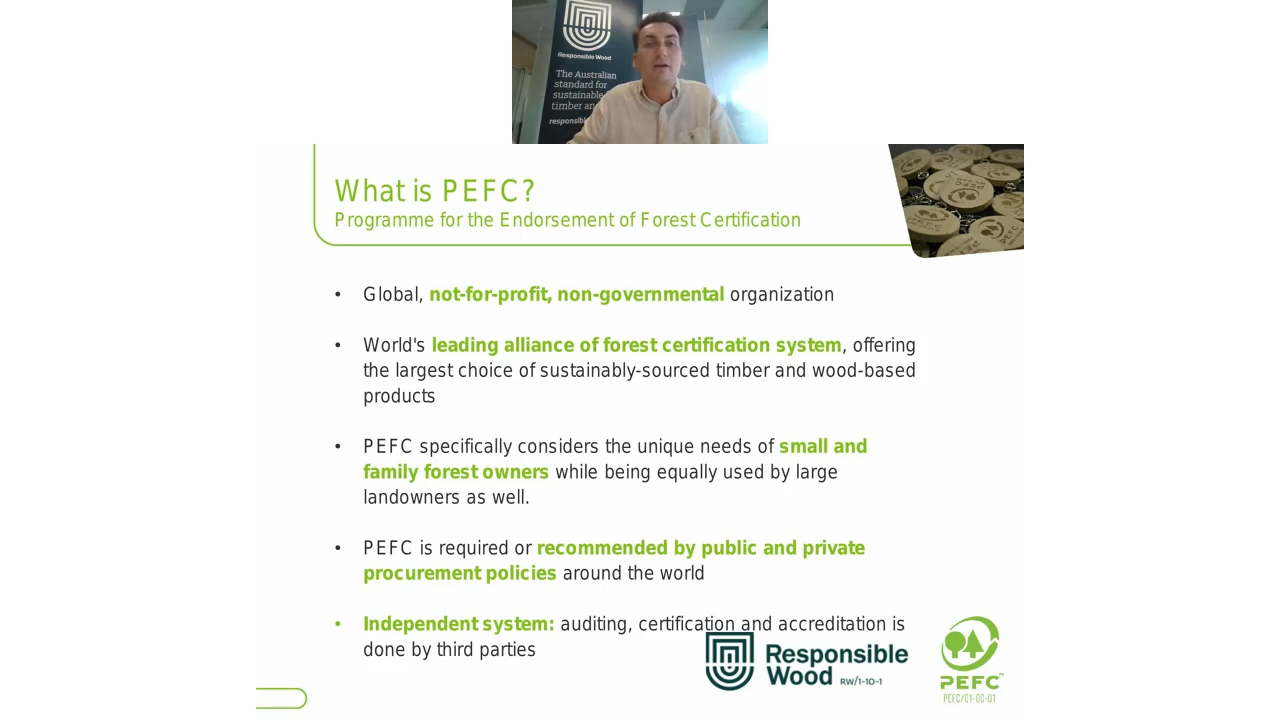 Responsible Wood
The Australian
standard for
sustainable
timber an
responsibl
What is PEFC?
Programme for the Endorsement of Forest Certification
• Global, not-for-profit, non-governmental organization
• World's leading alliance of forest certification system, offering
the largest choice of sustainably-sourced timber and wood-based
products
• PEFC specifically considers the unique needs of small and
family forest owners while being equally used by large
landowners as well.
• PEFC is required or recommended by public and private
procurement policies around the world
• Independent system: auditing, certification and accreditation is
done by third parties
Responsible
Wood RW/1-10-1
PEFC™
PEFC/01-00-01